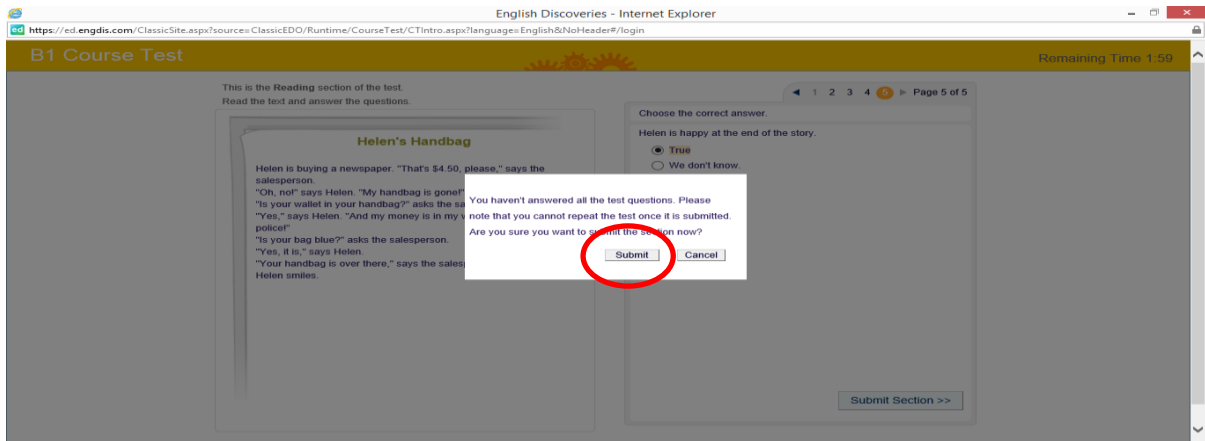 English Discoveries - Internet Explorer
ed https://ed.engdis.com/ClassicSite.aspx?source=ClassicEDO/Runtime/CourseTest/CTIntro.aspx?language=English&NoHeader#/login
B1 Course Test
Remaining Time 1:59
This is the Reading section of the test.
Read the text and answer the questions.
1 2 3 4 5 Page 5 of 5
Helen's Handbag
Helen is buying a newspaper. "That's $4.50, please," says the
salesperson.
"Oh, no!" says Helen. "My handbag is gone!"
"Is your wallet in your handbag?" asks the sa
"Yes," says Helen. "And my money is in my w
police!"
"Is your bag blue?" asks the salesperson.
"Yes, it is," says Helen.
"Your handbag is over there," says the sales
Helen smiles.
Choose the correct answer.
Helen is happy at the end of the story.
True
We don't know.
You haven't answered all the test questions. Please
note that you cannot repeat the test once it is submitted.
Are you sure you want to submit the section now?
Submit Cancel
Submit Section >>